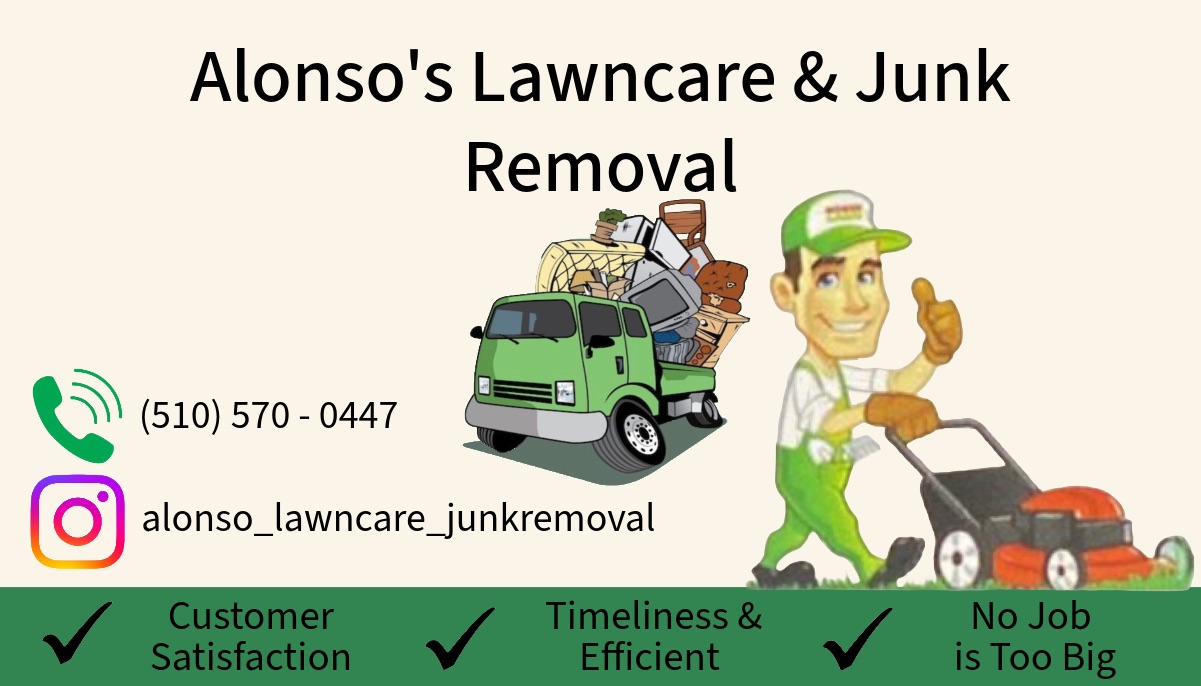 Alonso's Lawncare & Junk
Removal
(510) 570 - 0447
alonso_lawncare_junkremoval
Customer
Satisfaction
Timeliness &
Efficient
No Job
is Too Big